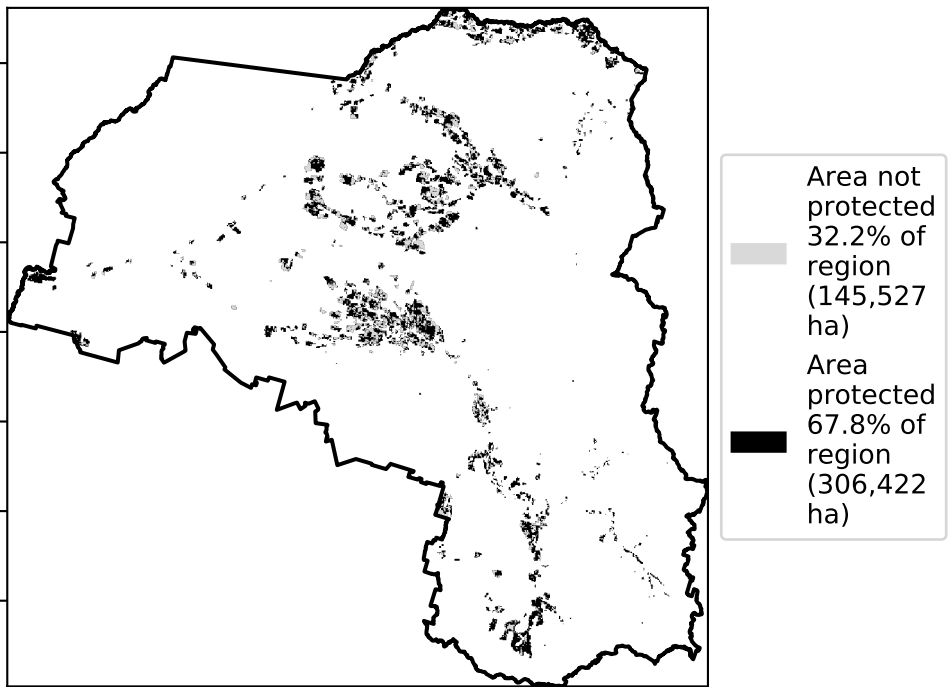 Area not
protected
32.2% of
region
(145,527
ha)
Area
protected
67.8% of
region
(306,422
ha)